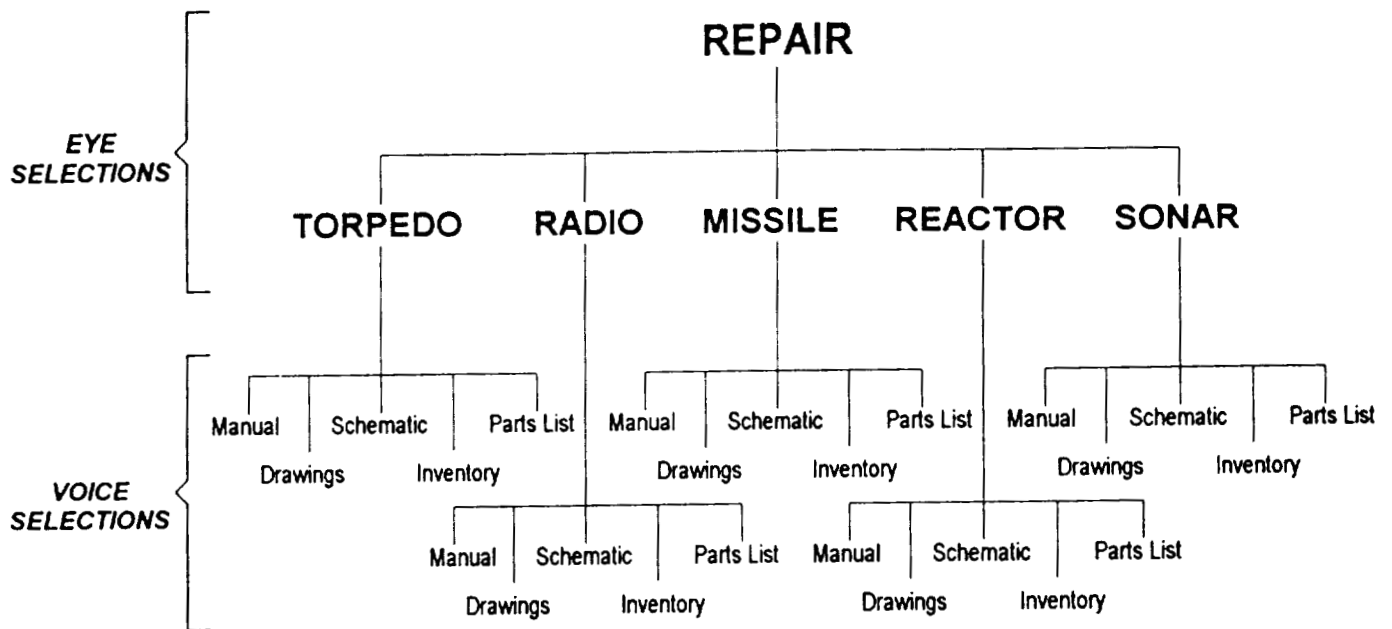 REPAIR
EYE
SELECTIONS
TORPEDO RADIO MISSILE REACTOR SONAR
Manual Schematic Parts List Manual Schematic Parts List Manual Schematic Parts List
Drawings Inventory Drawings Inventory Drawings Inventory
VOICE
SELECTIONS
Manual Schematic Parts List Manual Schematic Parts List
Drawings Inventory Drawings Inventory